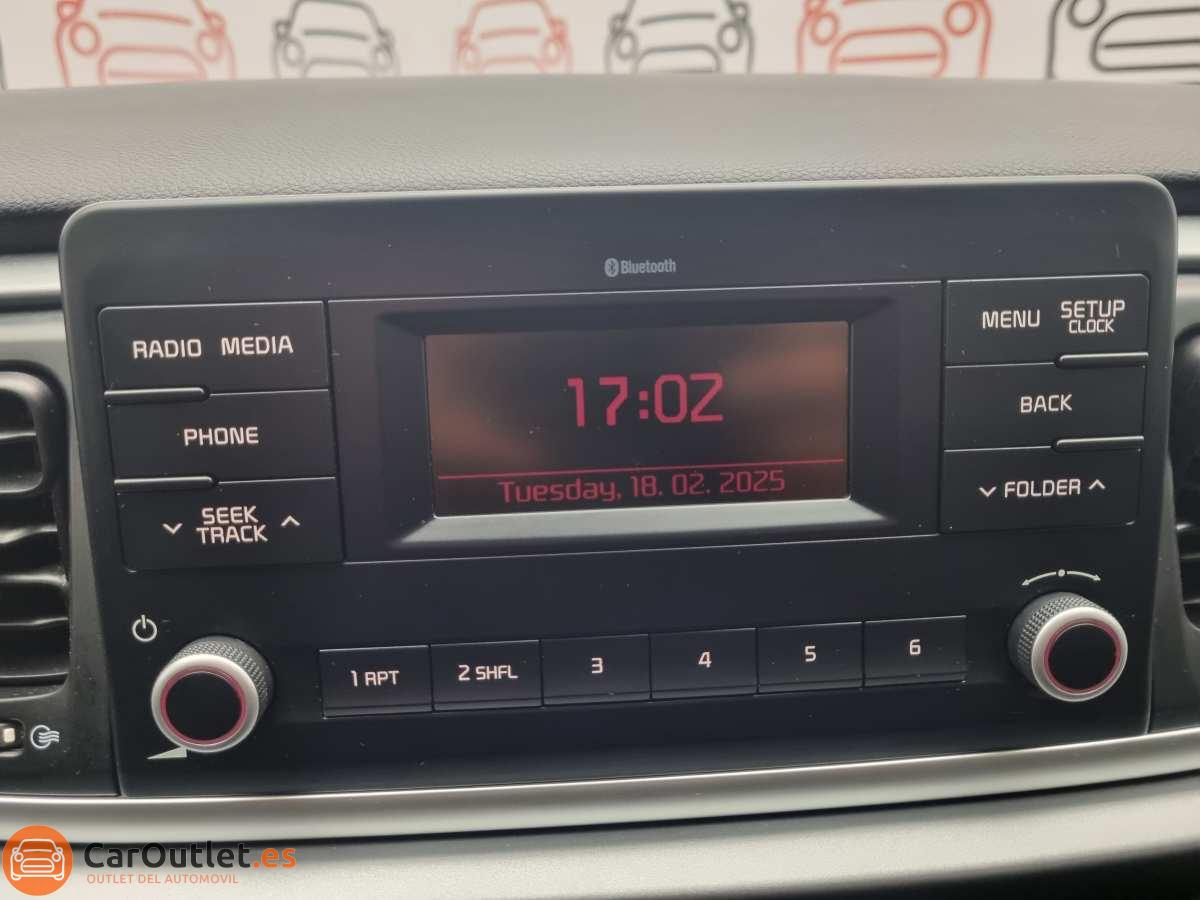 Bluetooth
RADIO MEDIA
PHONE
SEEK
TRACK
17:02
Tuesday, 18. 02. 2025
MENU SETUP
CLOCK
BACK
FOLDER
1 RPT
2 SHFL
3
4
5
6
CarOutlet.es
OUTLET DEL AUTOMOVIL